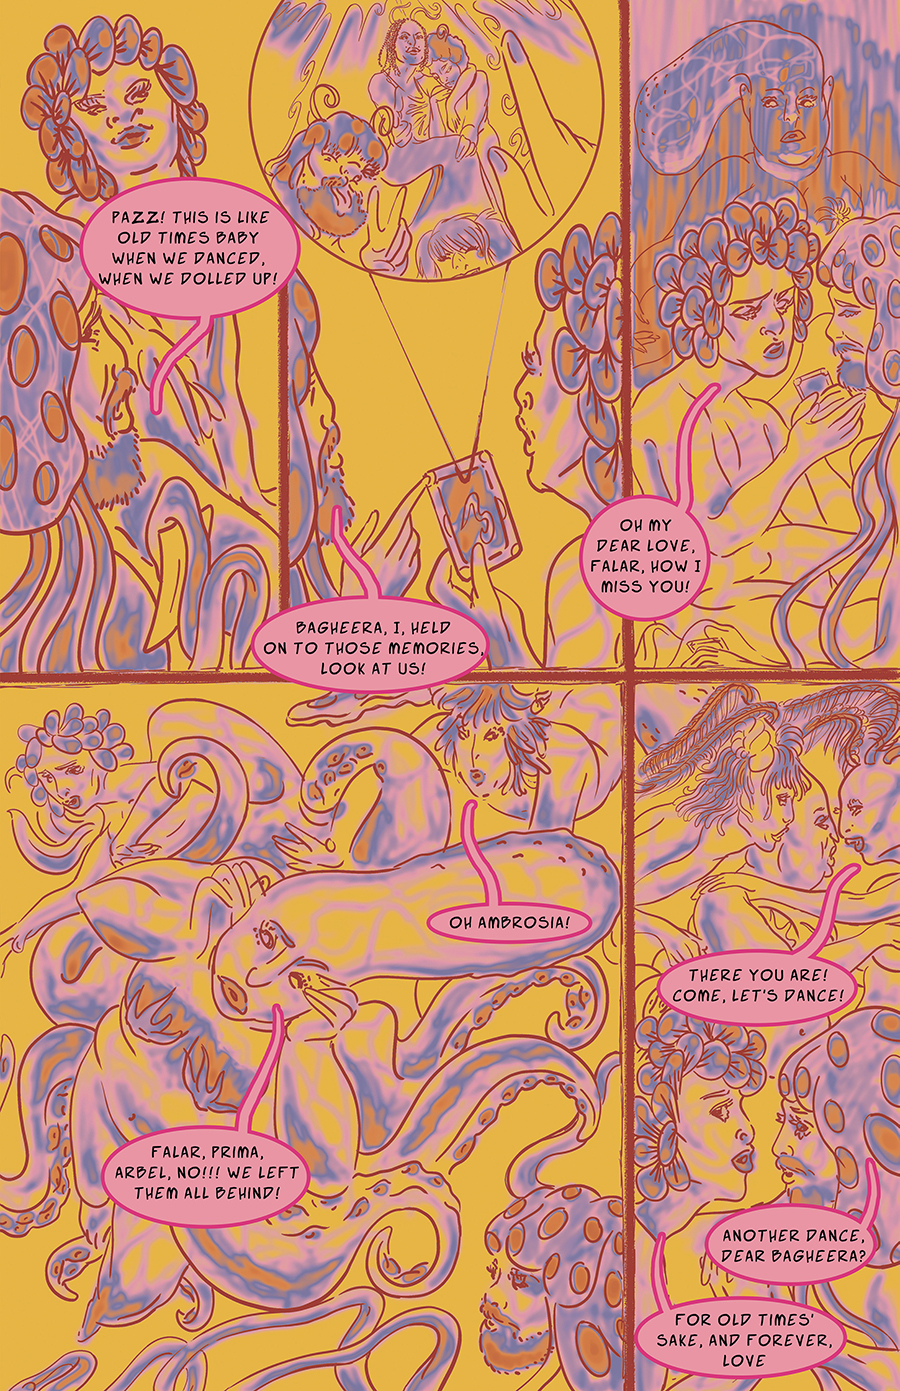 PAZZ! THIS IS LIKE
OLD TIMES BABY
WHEN WE DANCED,
WHEN WE DOLLED UP!
BAGHEERA, I, HELD
ON TO THOSE MEMORIES,
LOOK AT US!
OH MY
DEAR LOVE,
FALAR, HOW I
MISS YOU!
OH AMBROSIA!
FALAR, PRIMA,
ARBEL, NO!!! WE LEFT
THEM ALL BEHIND!
THERE YOU ARE!
COME, LET'S DANCE!
ANOTHER DANCE,
DEAR BAGHEERA?
FOR OLD TIMES'
SAKE, AND FOREVER,
LOVE